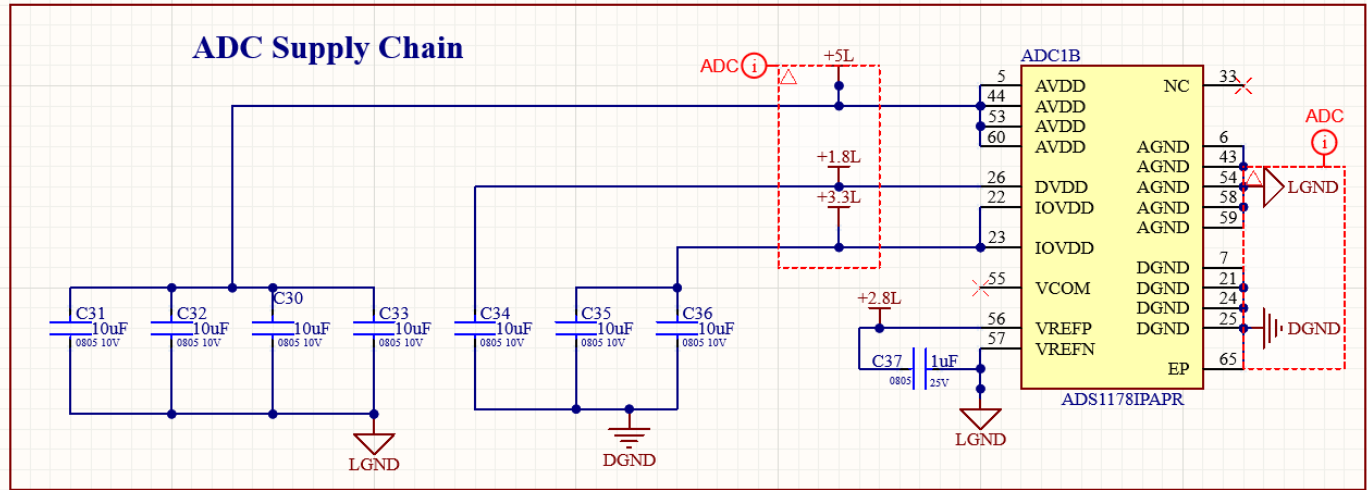 ADC Supply Chain
ADC i
+5L
ADC1B
5 AVDD
44 AVDD
53 AVDD
60 AVDD
NC 33
ADC
i
AGND 6
AGND 43
AGND 54
AGND 58
AGND 59
LGND
+1.8L
26 DVDD
+3.3L
22 IOVDD
23 IOVDD
DGND 7
DGND 21
DGND 24
DGND 25
DGND
55 VCOM
+2.8L
56 VREFP
57 VREFN
EP 65
C31
10uF
0805 10V
C32
10uF
0805 10V
C30
10uF
0805 10V
C33
10uF
0805 10V
C34
10uF
0805 10V
C35
10uF
0805 10V
C36
10uF
0805 10V
C37 1uF
0805 25V
ADS1178IPAPR
LGND
DGND
LGND